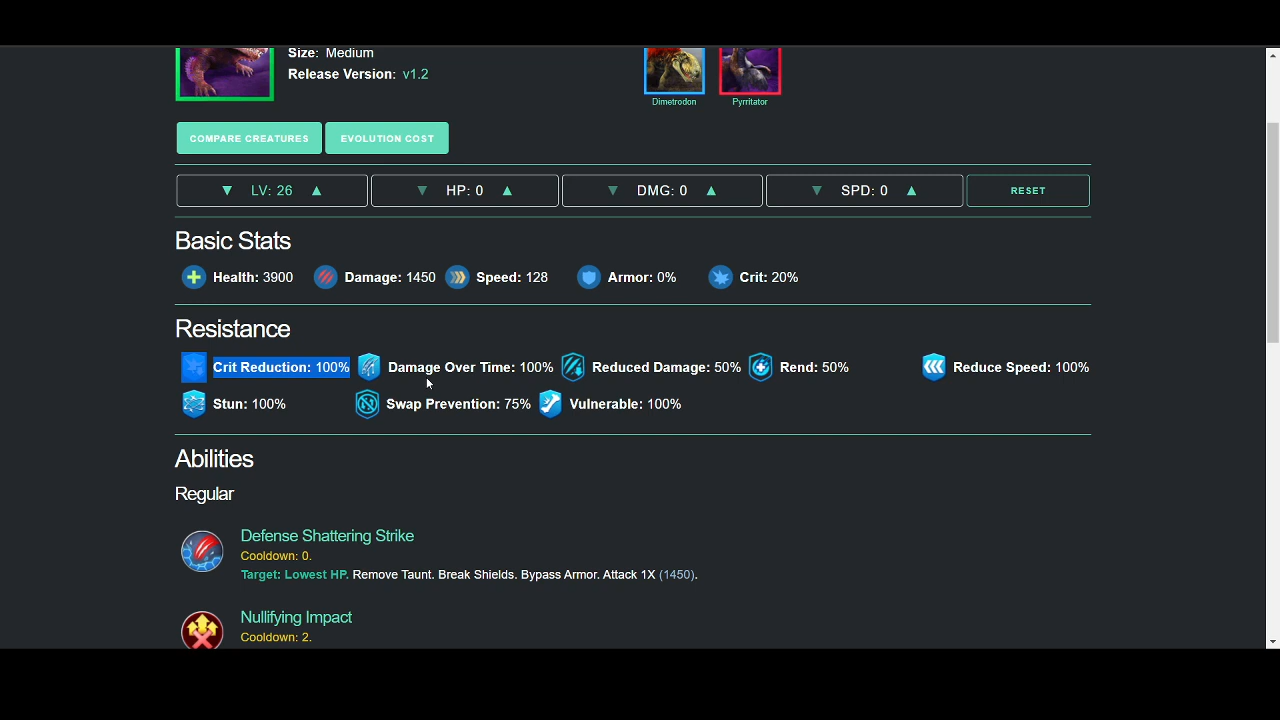 Size: Medium
Release Version: v1.2
Dimetrodon
Pyrritator
COMPARE CREATURES
EVOLUTION COST
▼ LV: 26 ▲
▼ HP: 0 ▲
▼ DMG: 0 ▲
▼ SPD: 0 ▲
RESET
Basic Stats
Health: 3900 Damage: 1450 Speed: 128 Armor: 0% Crit: 20%
Resistance
Crit Reduction: 100% Damage Over Time: 100% Reduced Damage: 50% Rend: 50% Reduce Speed: 100%
Stun: 100% Swap Prevention: 75% Vulnerable: 100%
Abilities
Regular
Defense Shattering Strike
Cooldown: 0.
Target: Lowest HP. Remove Taunt. Break Shields. Bypass Armor. Attack 1X (1450).
Nullifying Impact
Cooldown: 2.